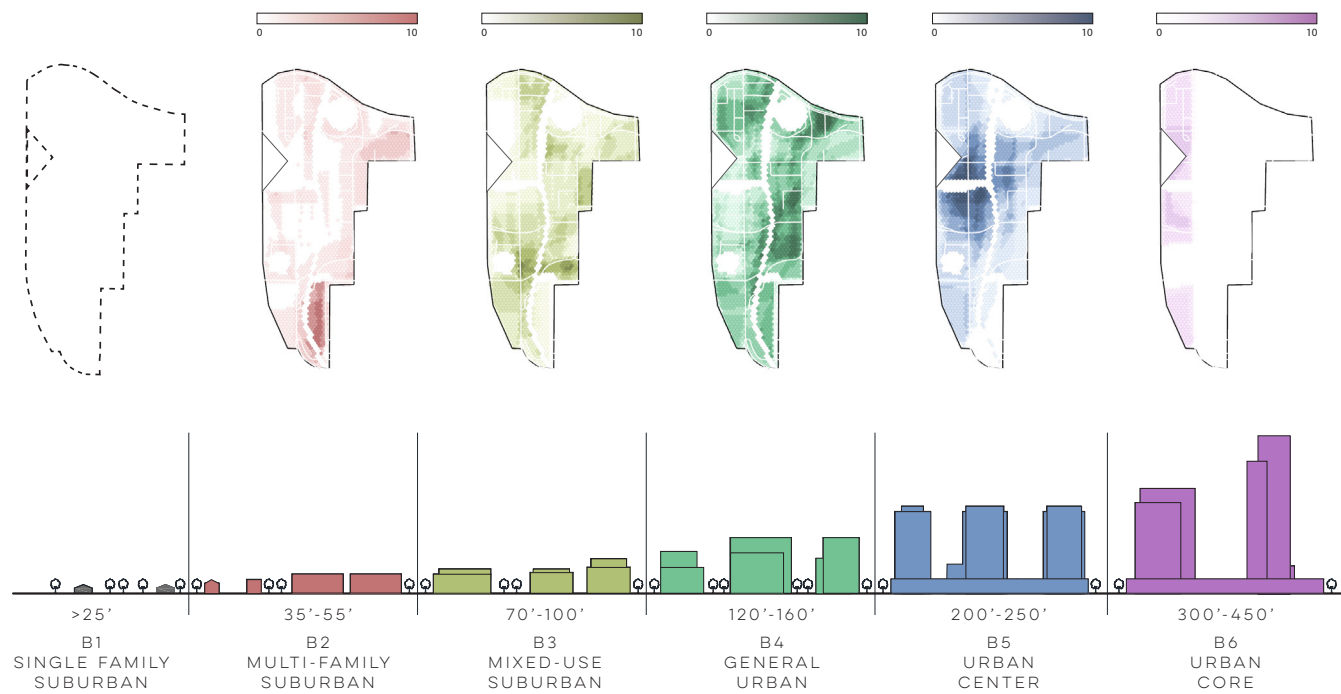 0 10
0 10
0 10
0 10
0 10
>25’
35’-55’
70’-100’
120’-160’
200’-250’
300’-450’
B1
SINGLE FAMILY
SUBURBAN
B2
MULTI-FAMILY
SUBURBAN
B3
MIXED-USE
SUBURBAN
B4
GENERAL
URBAN
B5
URBAN
CENTER
B6
URBAN
CORE